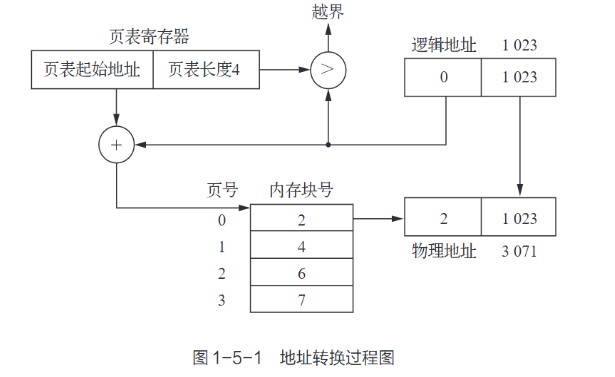 越界
页表寄存器
逻辑地址 1 023
页表起始地址 页表长度4
>
0 1 023
+
页号 内存块号
0 2
2 1 023
1 4
物理地址 3 071
2 6
3 7
图1-5-1 地址转换过程图